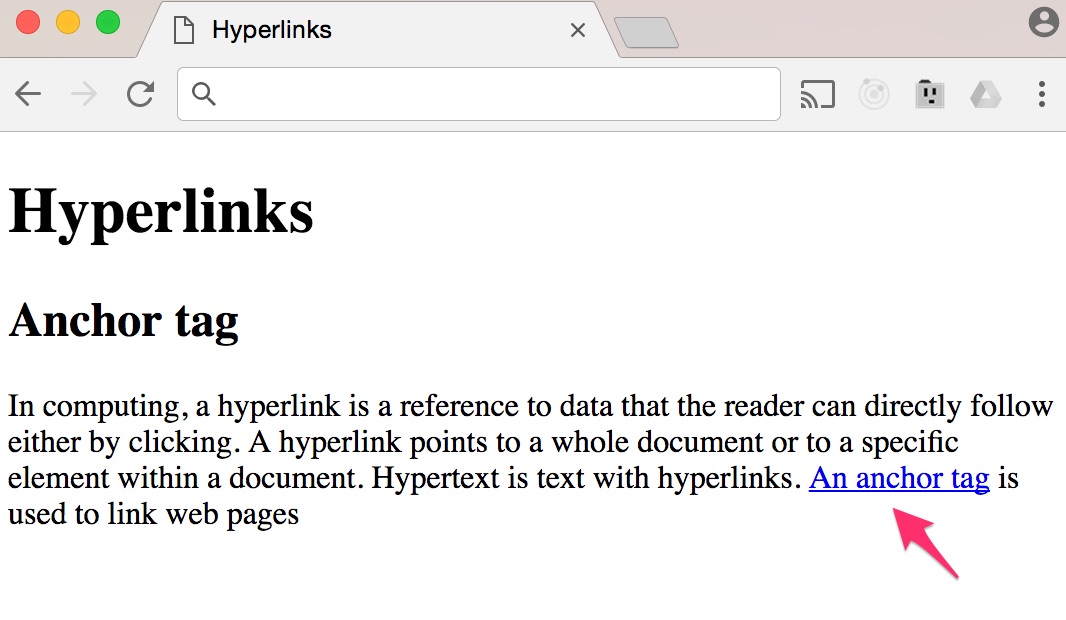 Hyperlinks
Hyperlinks
Anchor tag
In computing, a hyperlink is a reference to data that the reader can directly follow
either by clicking. A hyperlink points to a whole document or to a specific
element within a document. Hypertext is text with hyperlinks. An anchor tag is
used to link web pages